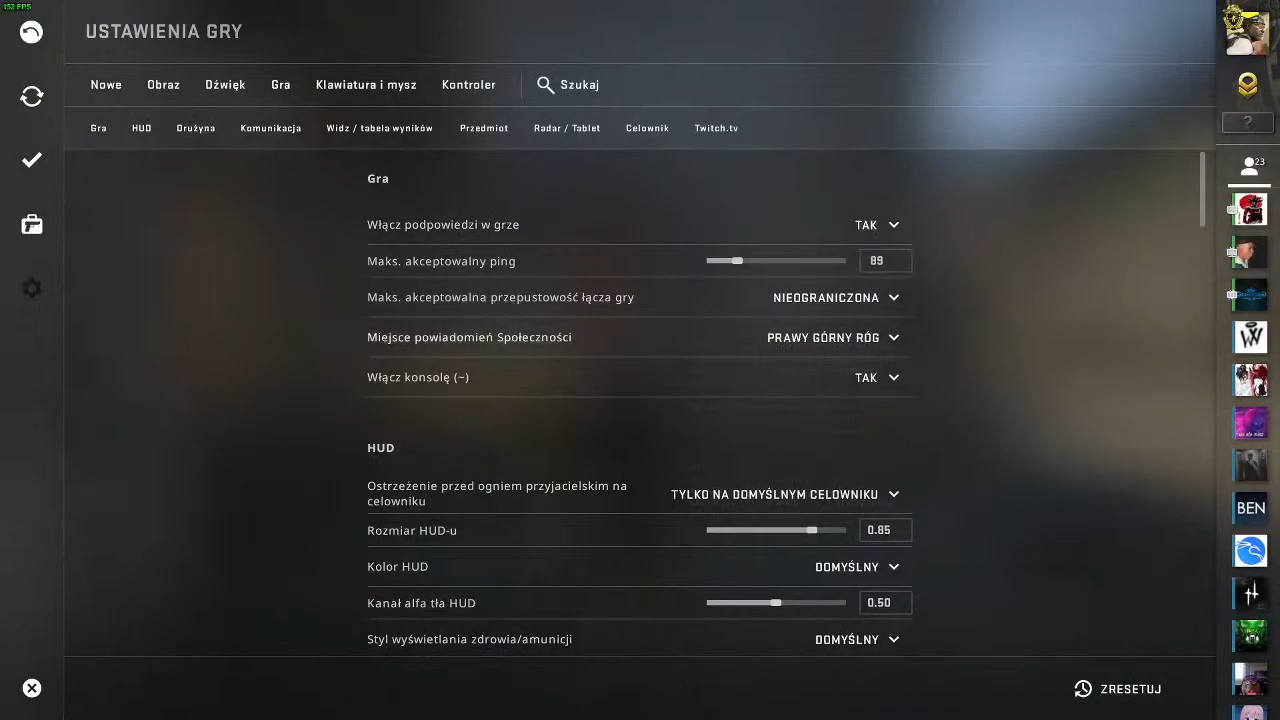 152 FPS
USTAWIENIA GRY
Nowe Obraz Dźwięk Gra Klawiatura i mysz Kontroler Szukaj
Gra HUD Drużyna Komunikacja Widz / tabela wyników Przedmiot Radar / Tablet Celownik Twitch.tv
?
23
Gra
Włącz podpowiedzi w grze TAK
Maks. akceptowalny ping 89
Maks. akceptowalna przepustowość łącza gry NIEOGRANICZONA
Miejsce powiadomień Społeczności PRAWY GÓRNY RÓG
Włącz konsolę (~) TAK
HUD
Ostrzeżenie przed ogniem przyjacielskim na
celowniku TYLKO NA DOMYŚLNYM CELOWNIKU
Rozmiar HUD-u 0.85
BEN
Kolor HUD DOMYŚLNY
Kanał alfa tła HUD 0.50
Styl wyświetlania zdrowia/amunicji DOMYŚLNY
ZRESETUJ